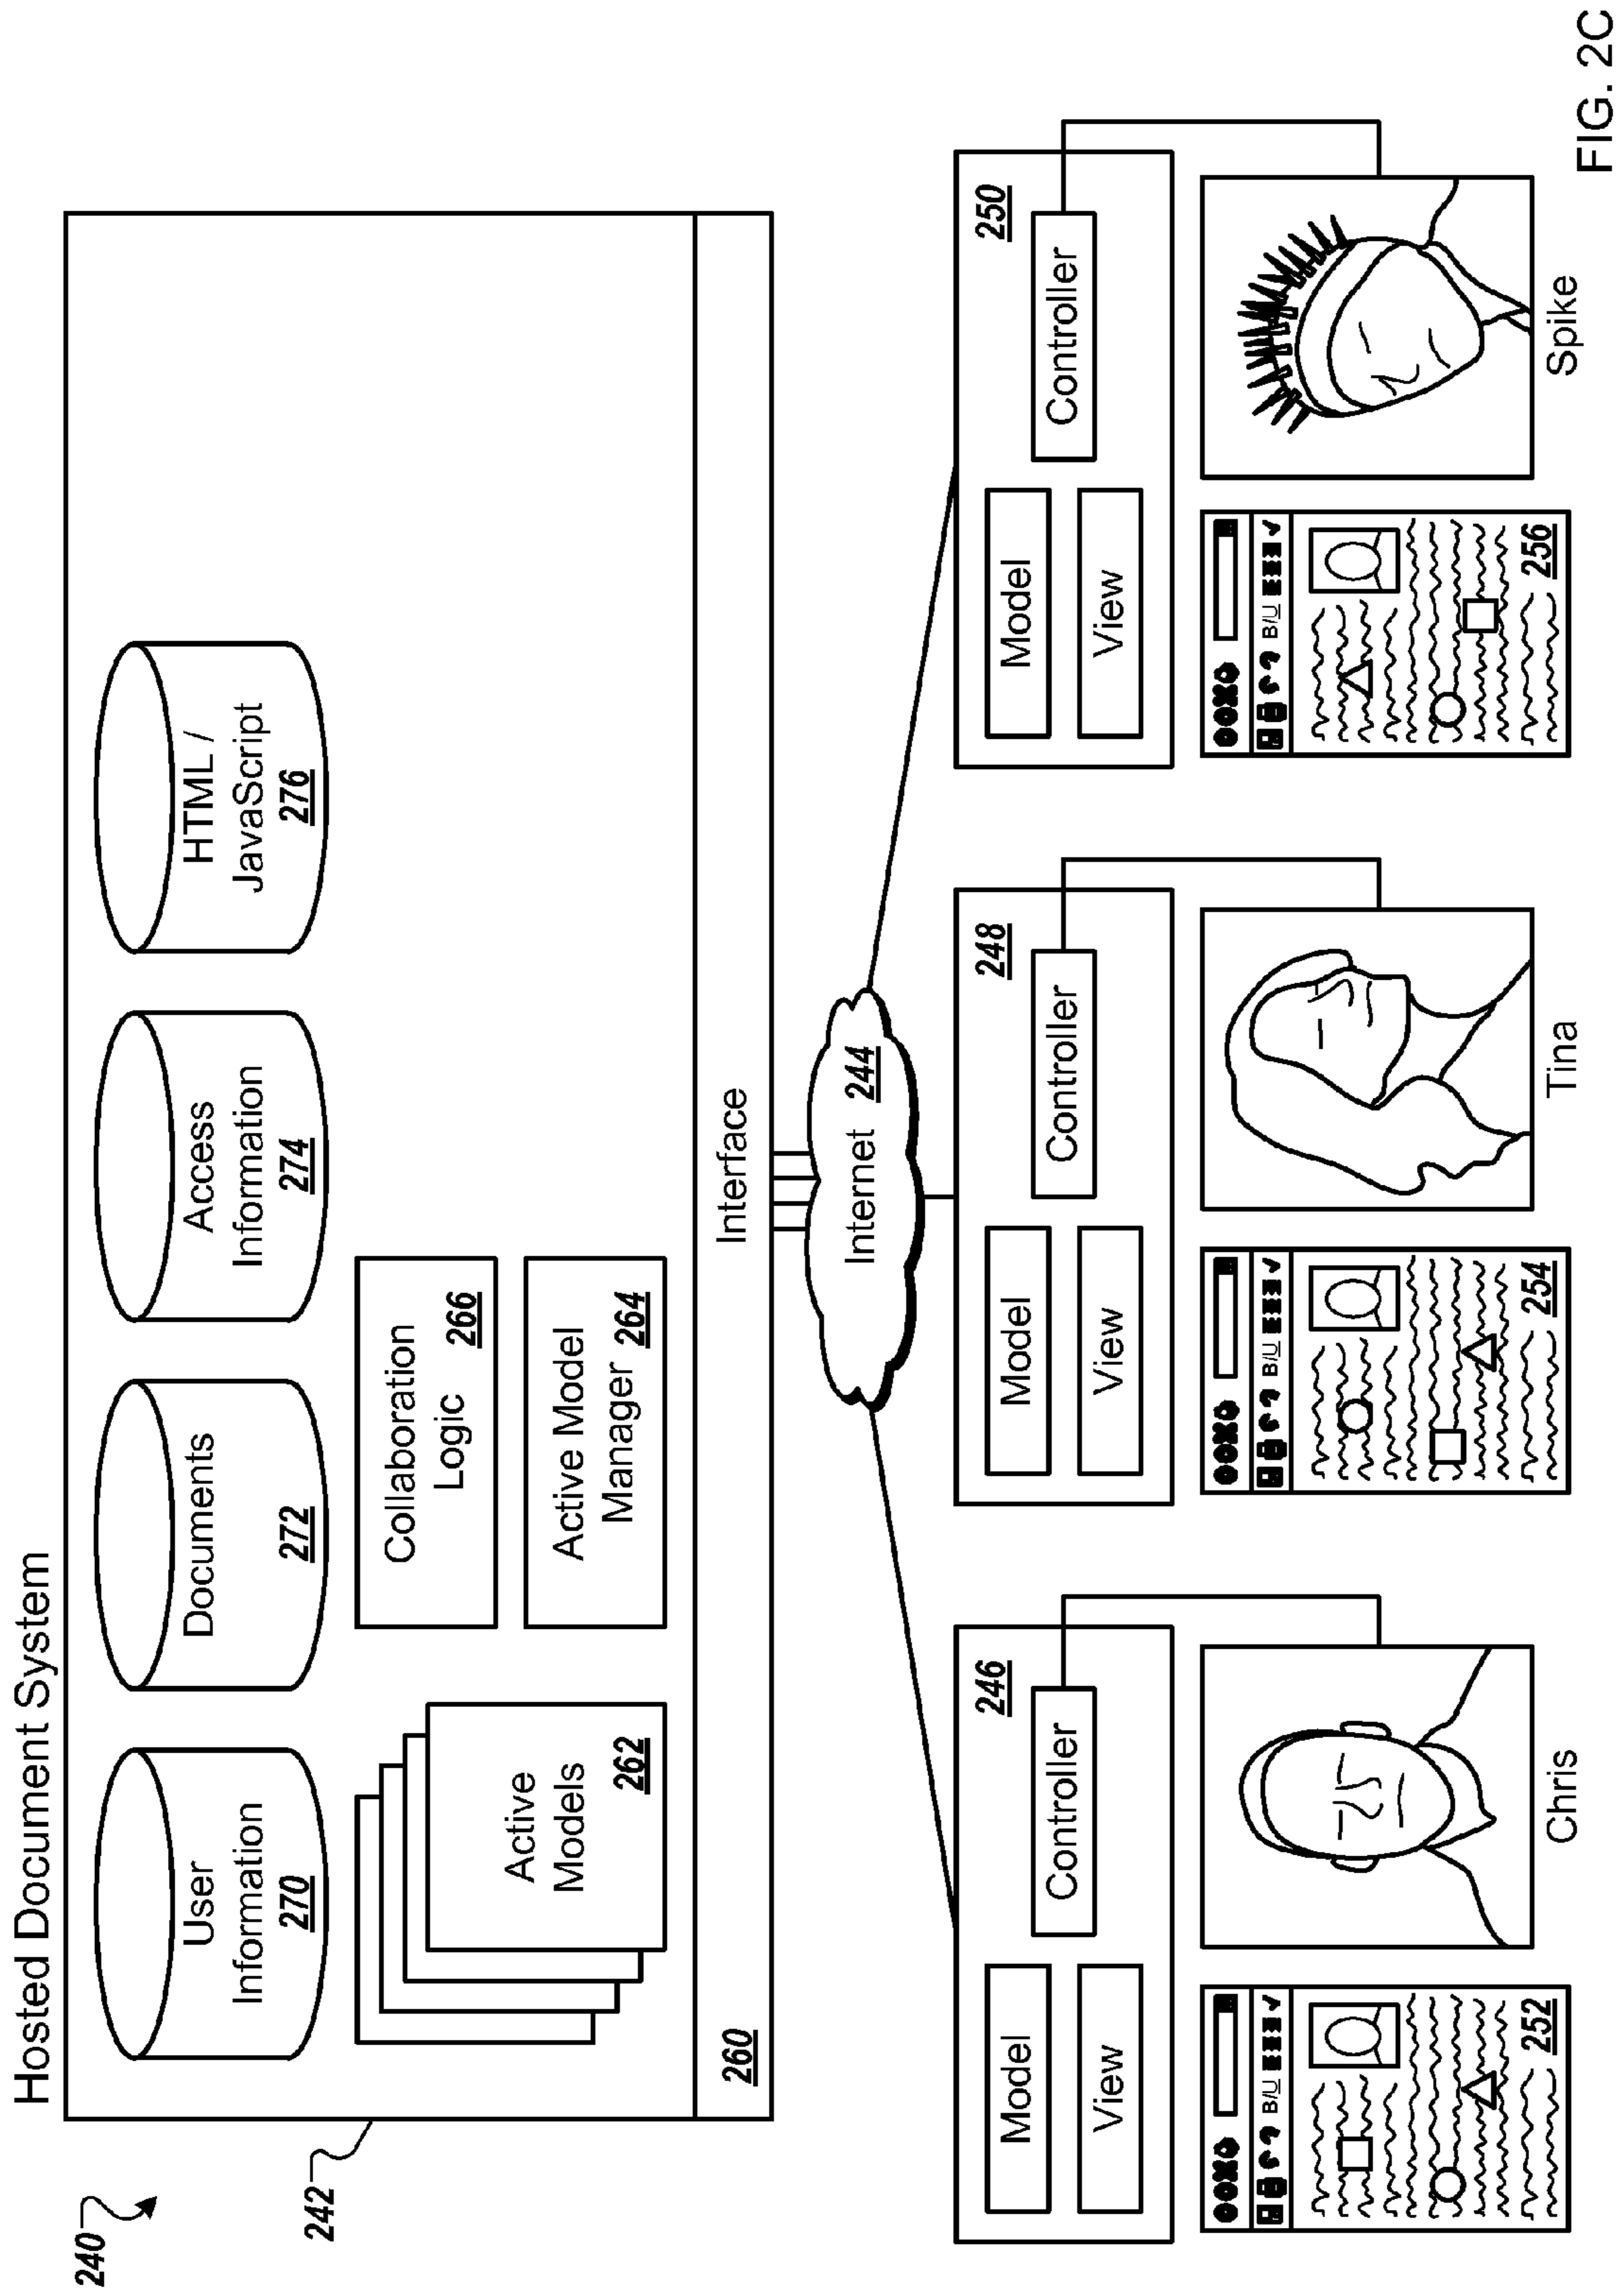 Hosted Document System
240
242
User
Information
270
Documents
272
Access
Information
274
HTML /
JavaScript
276
Active
Models
262
Collaboration
Logic
266
Active Model
Manager
264
260
Interface
Internet
244
246
Model
View
Controller
248
Model
View
Controller
250
Model
View
Controller
B/U
252
Chris
B/U
254
Tina
B/U
256
Spike
FIG. 2C